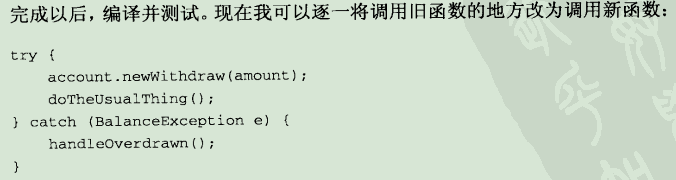 完成以后，编译并测试。现在我可以逐一将调用旧函数的地方改为调用新函数：
try {
    account.newWithdraw(amount);
    doTheUsualThing();
} catch (BalanceException e) {
    handleOverdrawn();
}